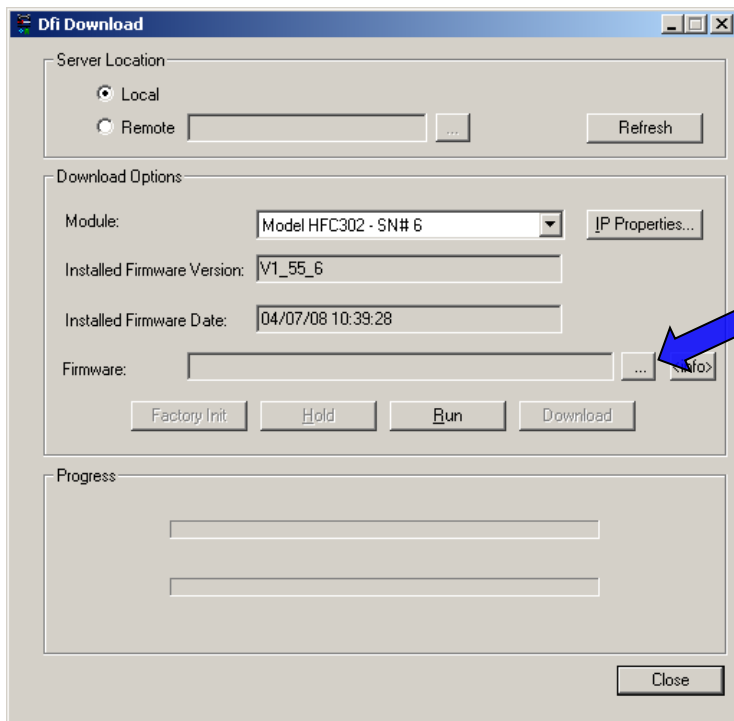 Dfi Download
Server Location
Local
Remote ... Refresh
Download Options
Module: Model HFC302 - SN# 6 IP Properties...
Installed Firmware Version: V1_55_6
Installed Firmware Date: 04/07/08 10:39:28
Firmware: ... <Info>
Factory Init Hold Run Download
Progress
Close